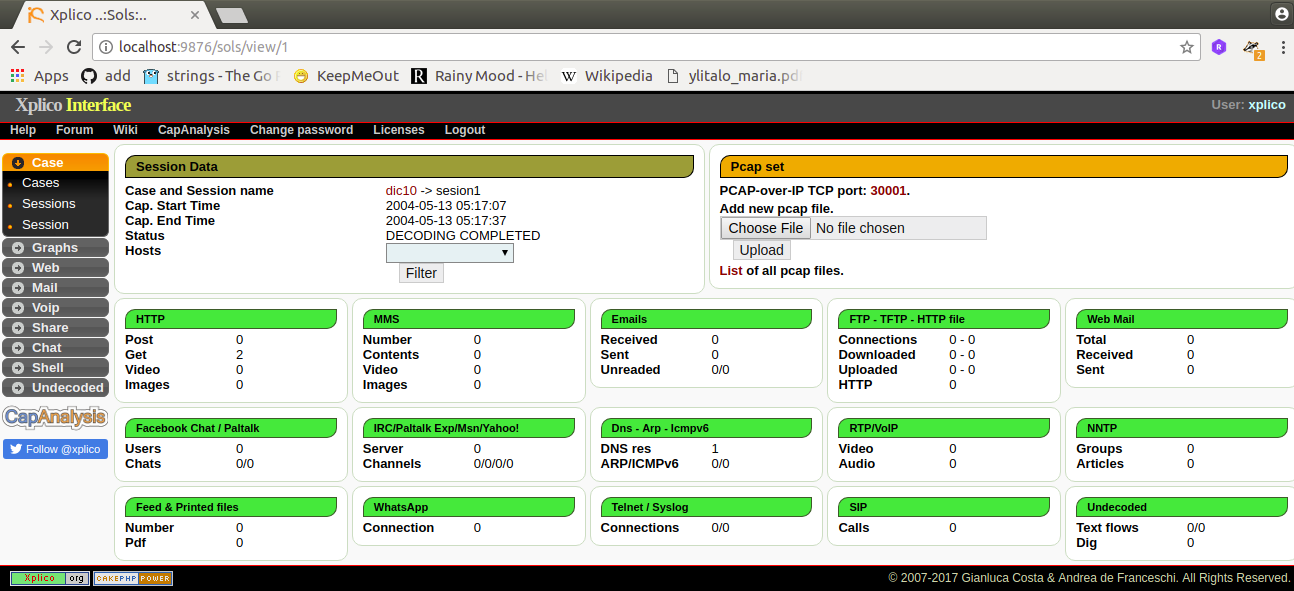 Xplico ..:Sols:..
localhost:9876/sols/view/1
2
Apps add strings - The Go KeepMeOut Rainy Mood - Hel Wikipedia ylitalo_maria.pd
Xplico Interface
User: xplico
Help Forum Wiki CapAnalysis Change password Licenses Logout
Case
Cases
Sessions
Session
Graphs
Web
Mail
Voip
Share
Chat
Shell
Undecoded
CapAnalysis
Follow @xplico
Session Data
Case and Session name dic10 -> sesion1
Cap. Start Time 2004-05-13 05:17:07
Cap. End Time 2004-05-13 05:17:37
Status DECODING COMPLETED
Hosts
Filter
Pcap set
PCAP-over-IP TCP port: 30001.
Add new pcap file.
Choose File No file chosen
Upload
List of all pcap files.
HTTP
Post 0
Get 2
Video 0
Images 0
MMS
Number 0
Contents 0
Video 0
Images 0
Emails
Received 0
Sent 0
Unreaded 0/0
FTP - TFTP - HTTP file
Connections 0 - 0
Downloaded 0 - 0
Uploaded 0 - 0
HTTP 0
Web Mail
Total 0
Received 0
Sent 0
Facebook Chat / Paltalk
Users 0
Chats 0/0
IRC/Paltalk Exp/Msn/Yahoo!
Server 0
Channels 0/0/0/0
Dns - Arp - Icmpv6
DNS res 1
ARP/ICMPv6 0/0
RTP/VoIP
Video 0
Audio 0
NNTP
Groups 0
Articles 0
Feed & Printed files
Number 0
Pdf 0
WhatsApp
Connection 0
Telnet / Syslog
Connections 0/0
SIP
Calls 0
Undecoded
Text flows 0/0
Dig 0
Xplico org CAKEPHP POWER
© 2007-2017 Gianluca Costa & Andrea de Franceschi. All Rights Reserved.